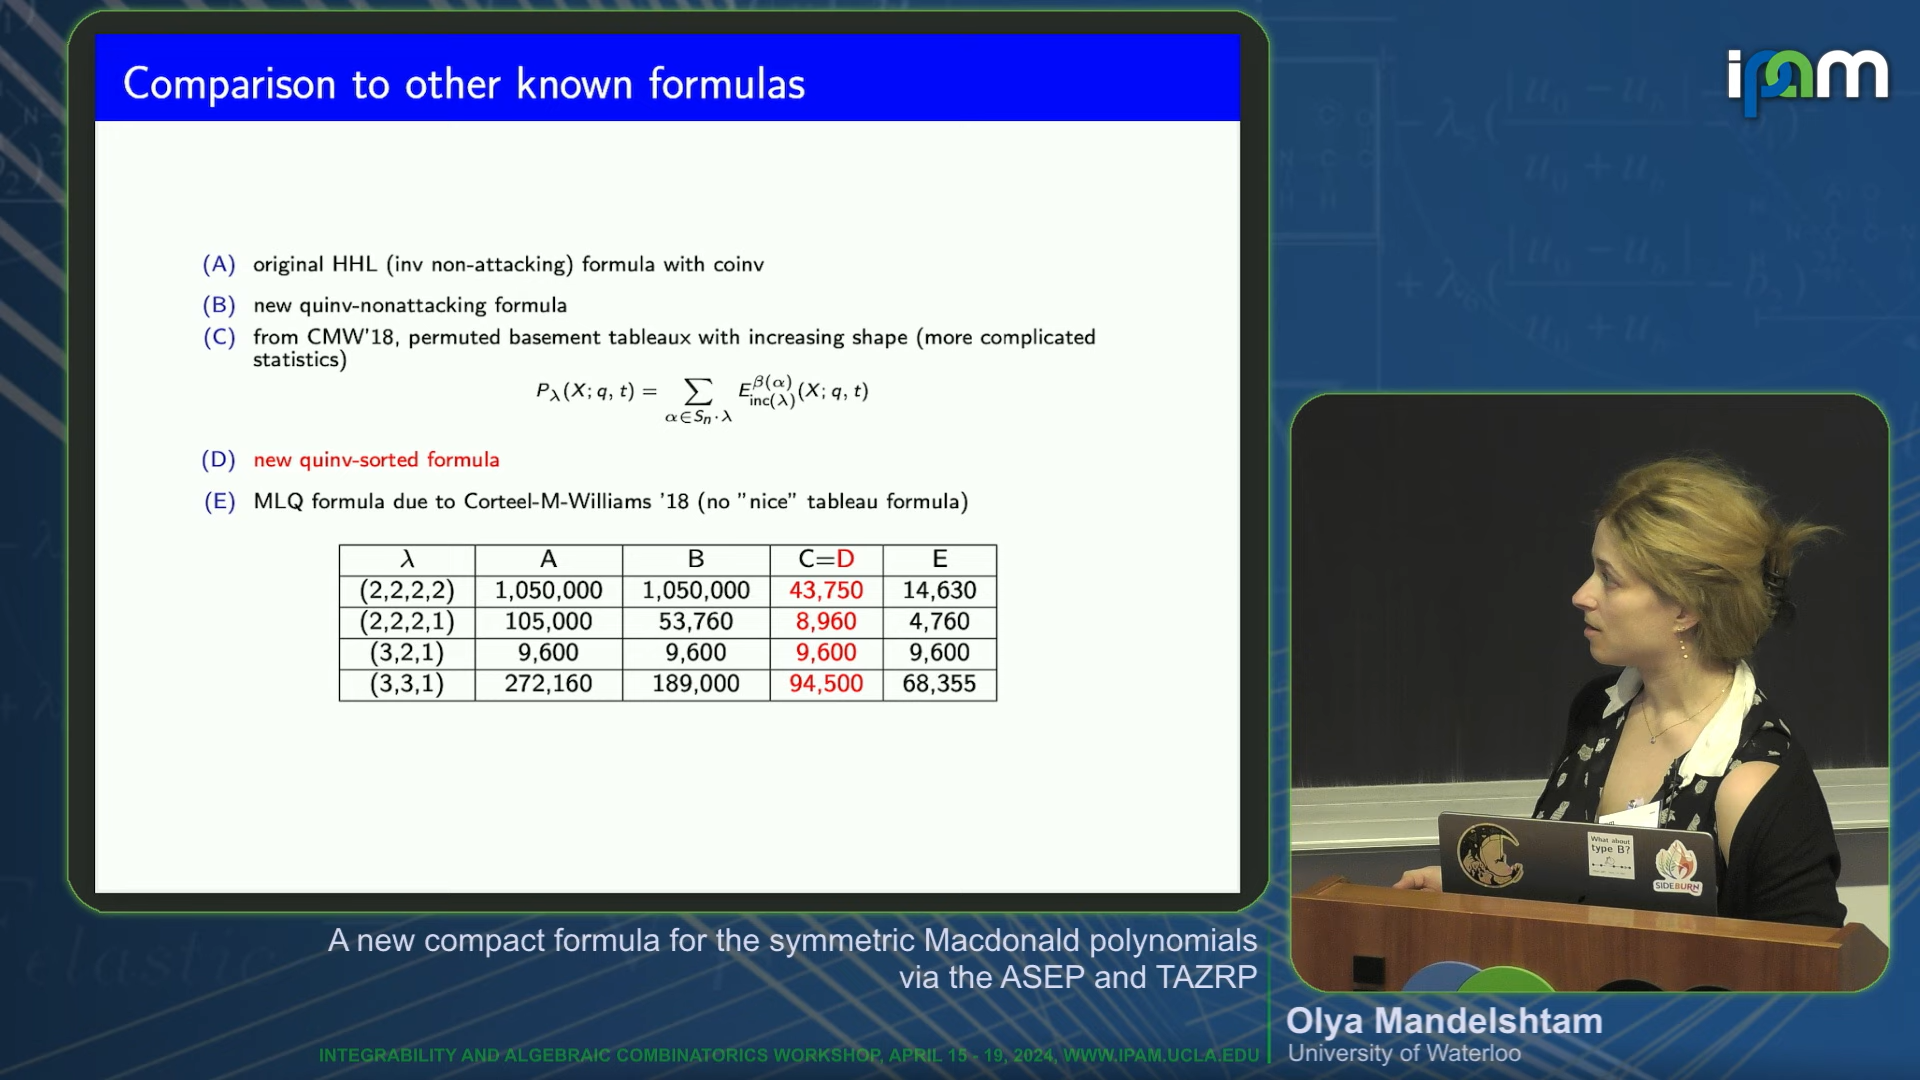 Comparison to other known formulas
(A) original HHL (inv non-attacking) formula with coinv
(B) new quinv-nonattacking formula
(C) from CMW'18, permuted basement tableaux with increasing shape (more complicated
statistics)
P_λ(X; q, t) = ∑_{α∈S_n·λ} E^{β(α)}_{inc(λ)}(X; q, t)
(D) new quinv-sorted formula
(E) MLQ formula due to Corteel-M-Williams '18 (no "nice" tableau formula)
λ A B C=D E
(2,2,2,2) 1,050,000 1,050,000 43,750 14,630
(2,2,2,1) 105,000 53,760 8,960 4,760
(3,2,1) 9,600 9,600 9,600 9,600
(3,3,1) 272,160 189,000 94,500 68,355
ipam
What about
type B?
SIDEBURN
A new compact formula for the symmetric Macdonald polynomials
via the ASEP and TAZRP
Olya Mandelshtam
University of Waterloo
INTEGRABILITY AND ALGEBRAIC COMBINATORICS WORKSHOP, APRIL 15 - 19, 2024, WWW.IPAM.UCLA.EDU